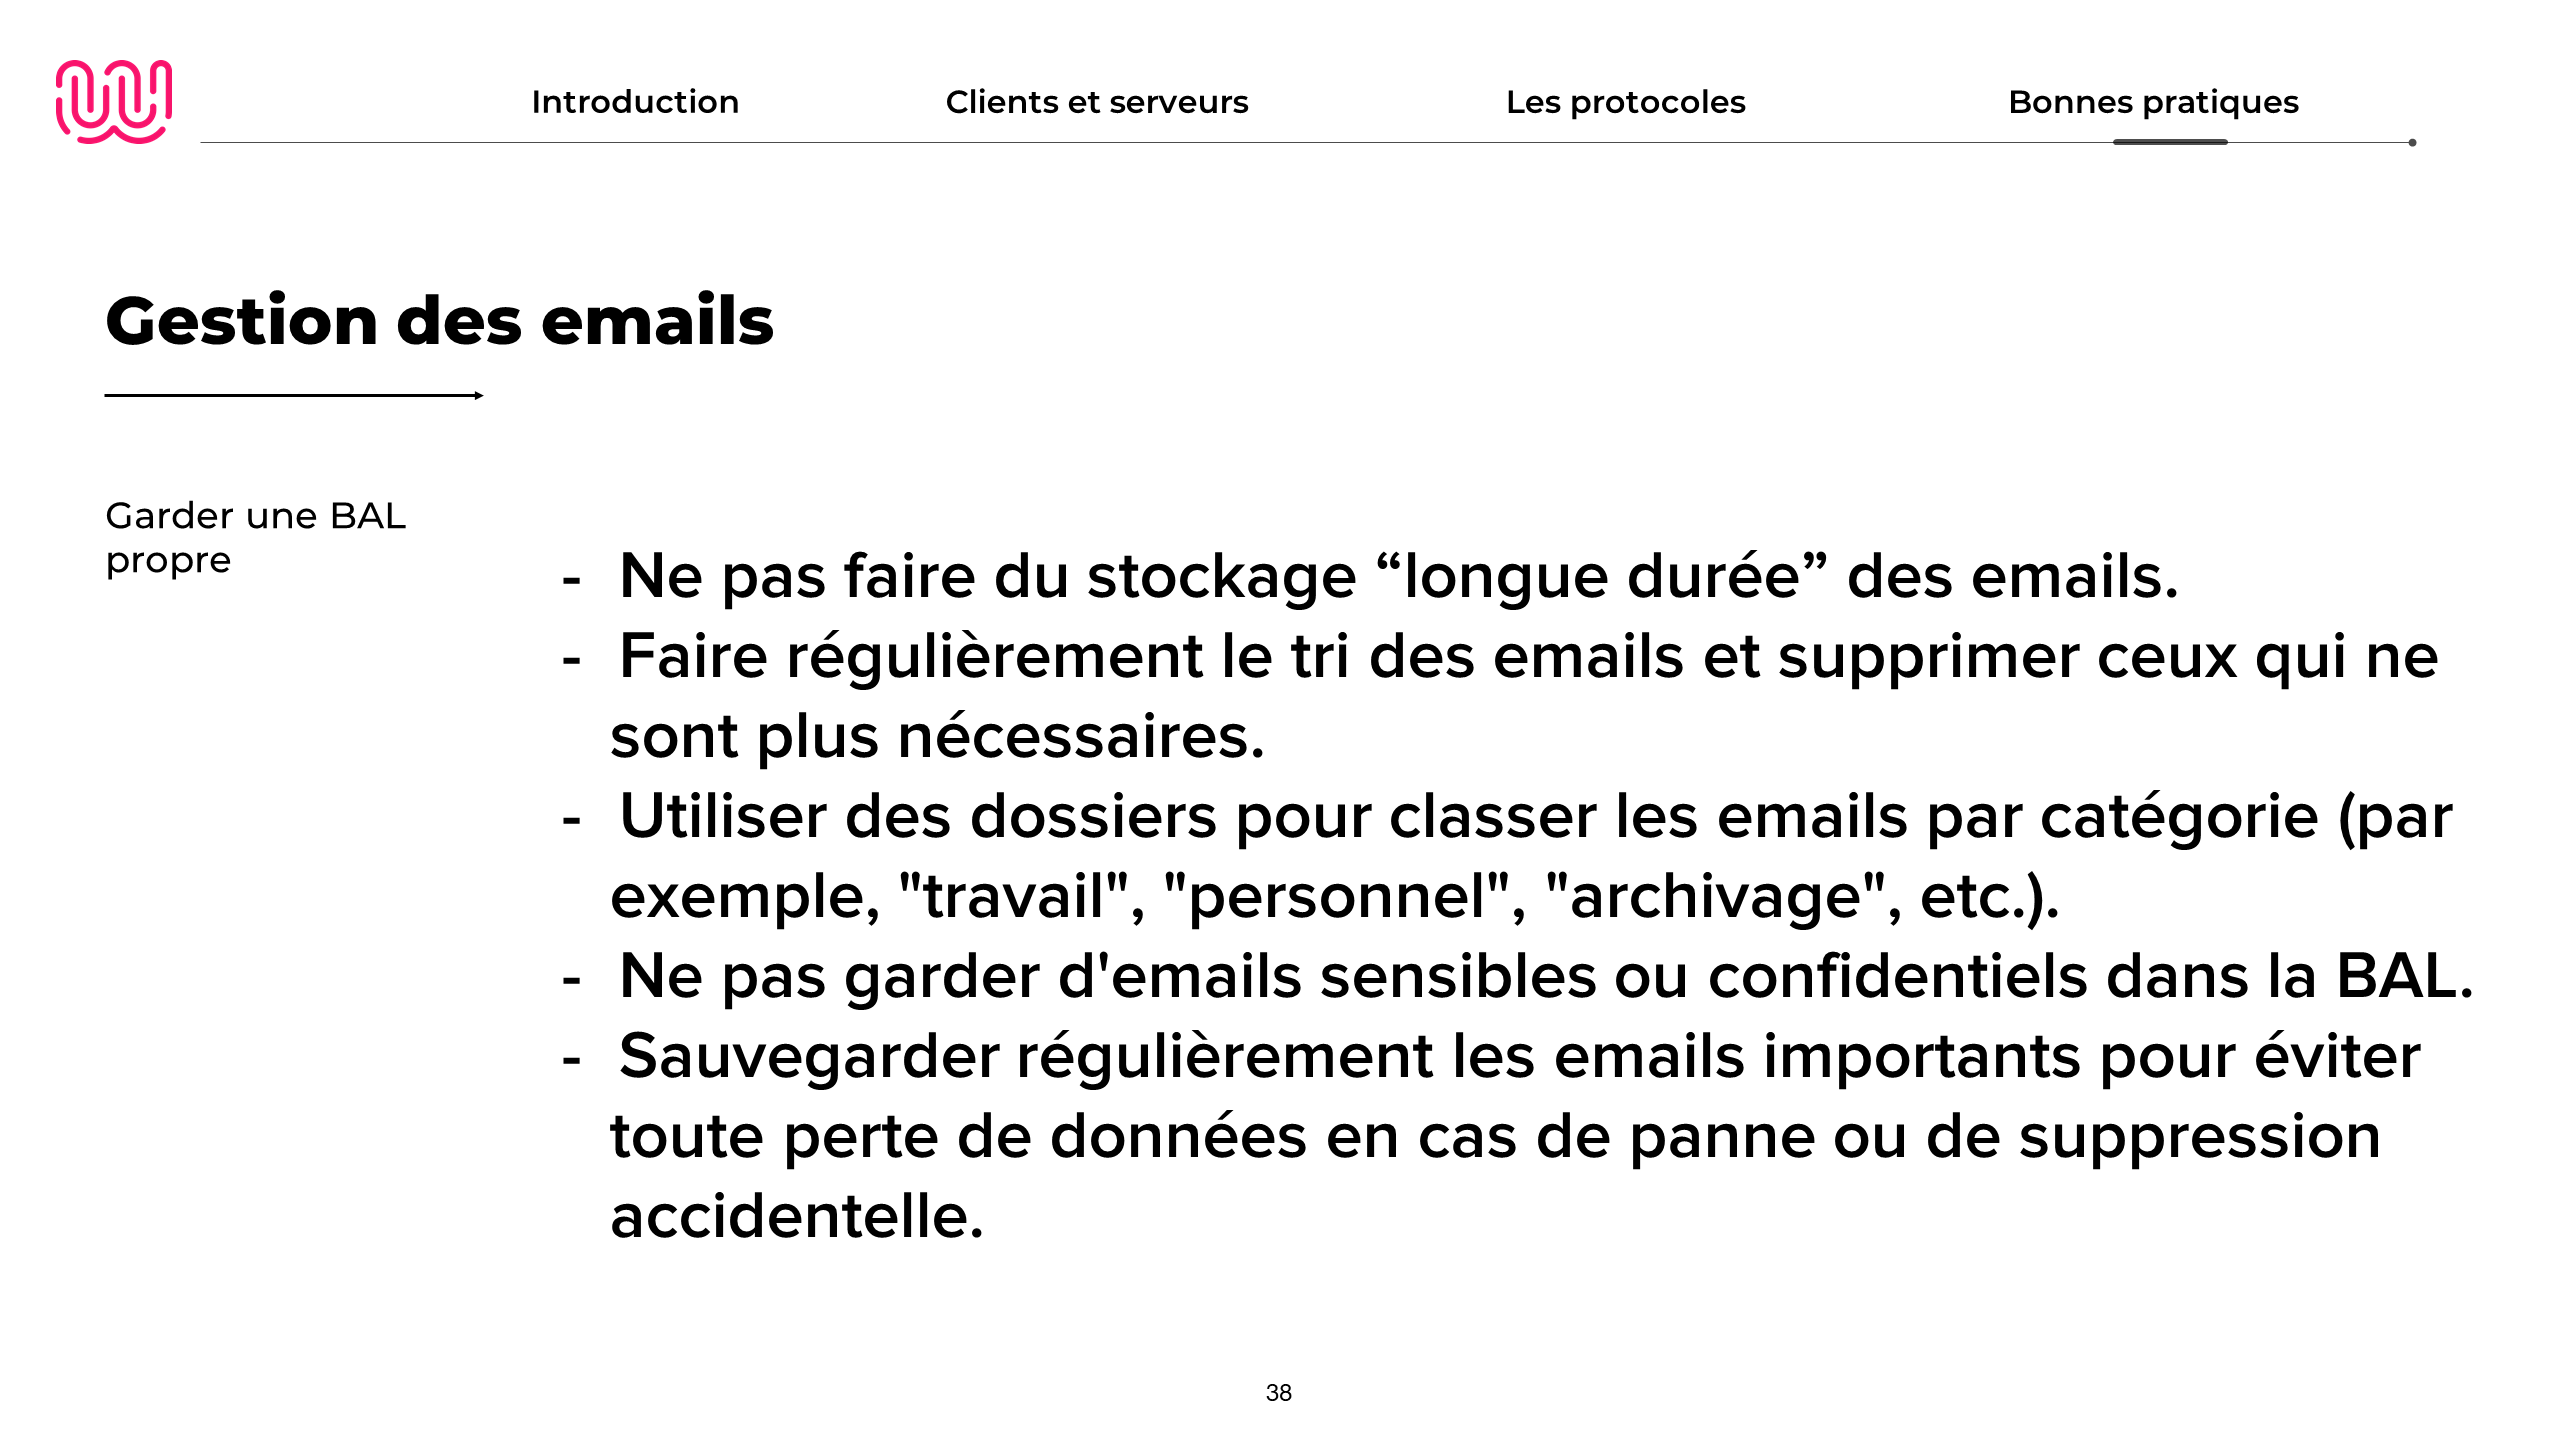 Introduction
Clients et serveurs
Les protocoles
Bonnes pratiques
Gestion des emails
Garder une BAL
propre
- Ne pas faire du stockage “longue durée” des emails.
- Faire régulièrement le tri des emails et supprimer ceux qui ne
sont plus nécessaires.
- Utiliser des dossiers pour classer les emails par catégorie (par
exemple, "travail", "personnel", "archivage", etc.).
- Ne pas garder d'emails sensibles ou confidentiels dans la BAL.
- Sauvegarder régulièrement les emails importants pour éviter
toute perte de données en cas de panne ou de suppression
accidentelle.
38